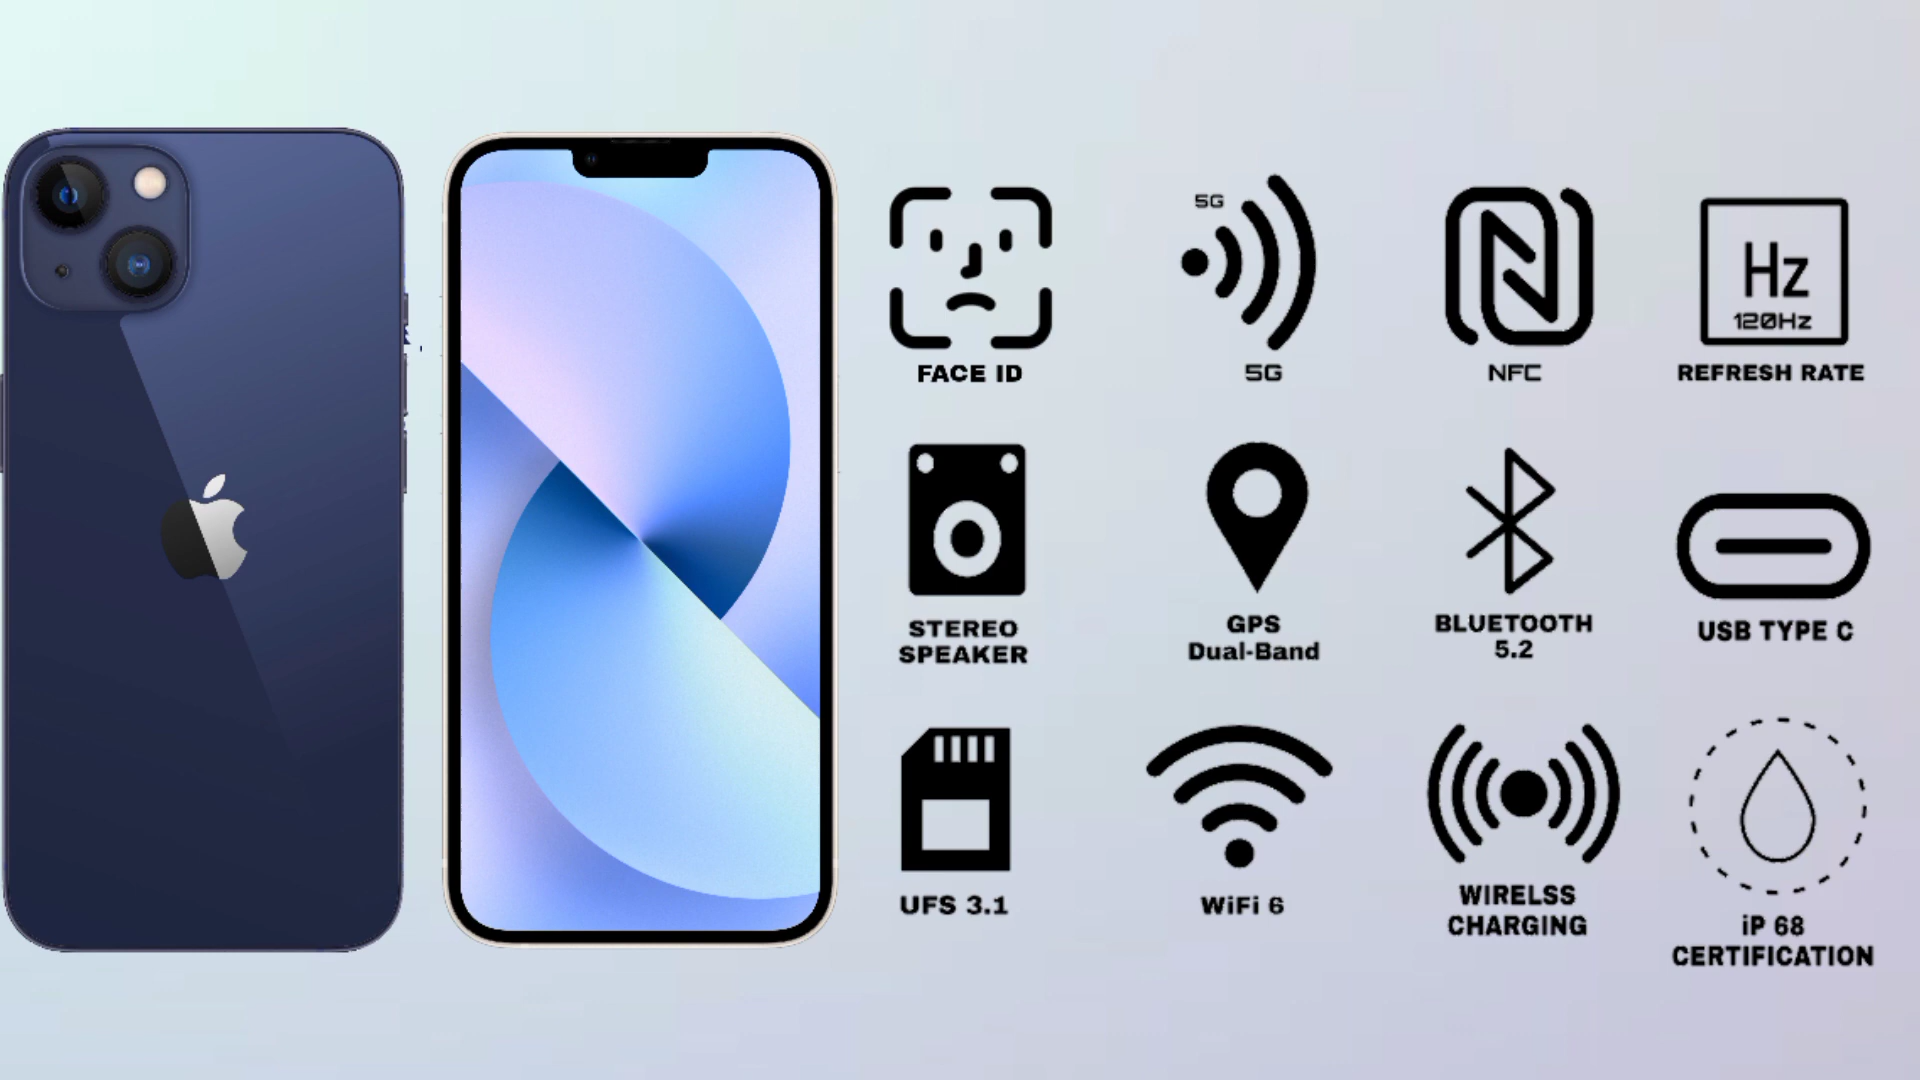 5G
Hz
120Hz
FACE ID
5G
NFC
REFRESH RATE
STEREO
SPEAKER
GPS
Dual-Band
BLUETOOTH
5.2
USB TYPE C
UFS 3.1
WiFi 6
WIRELSS
CHARGING
iP 68
CERTIFICATION